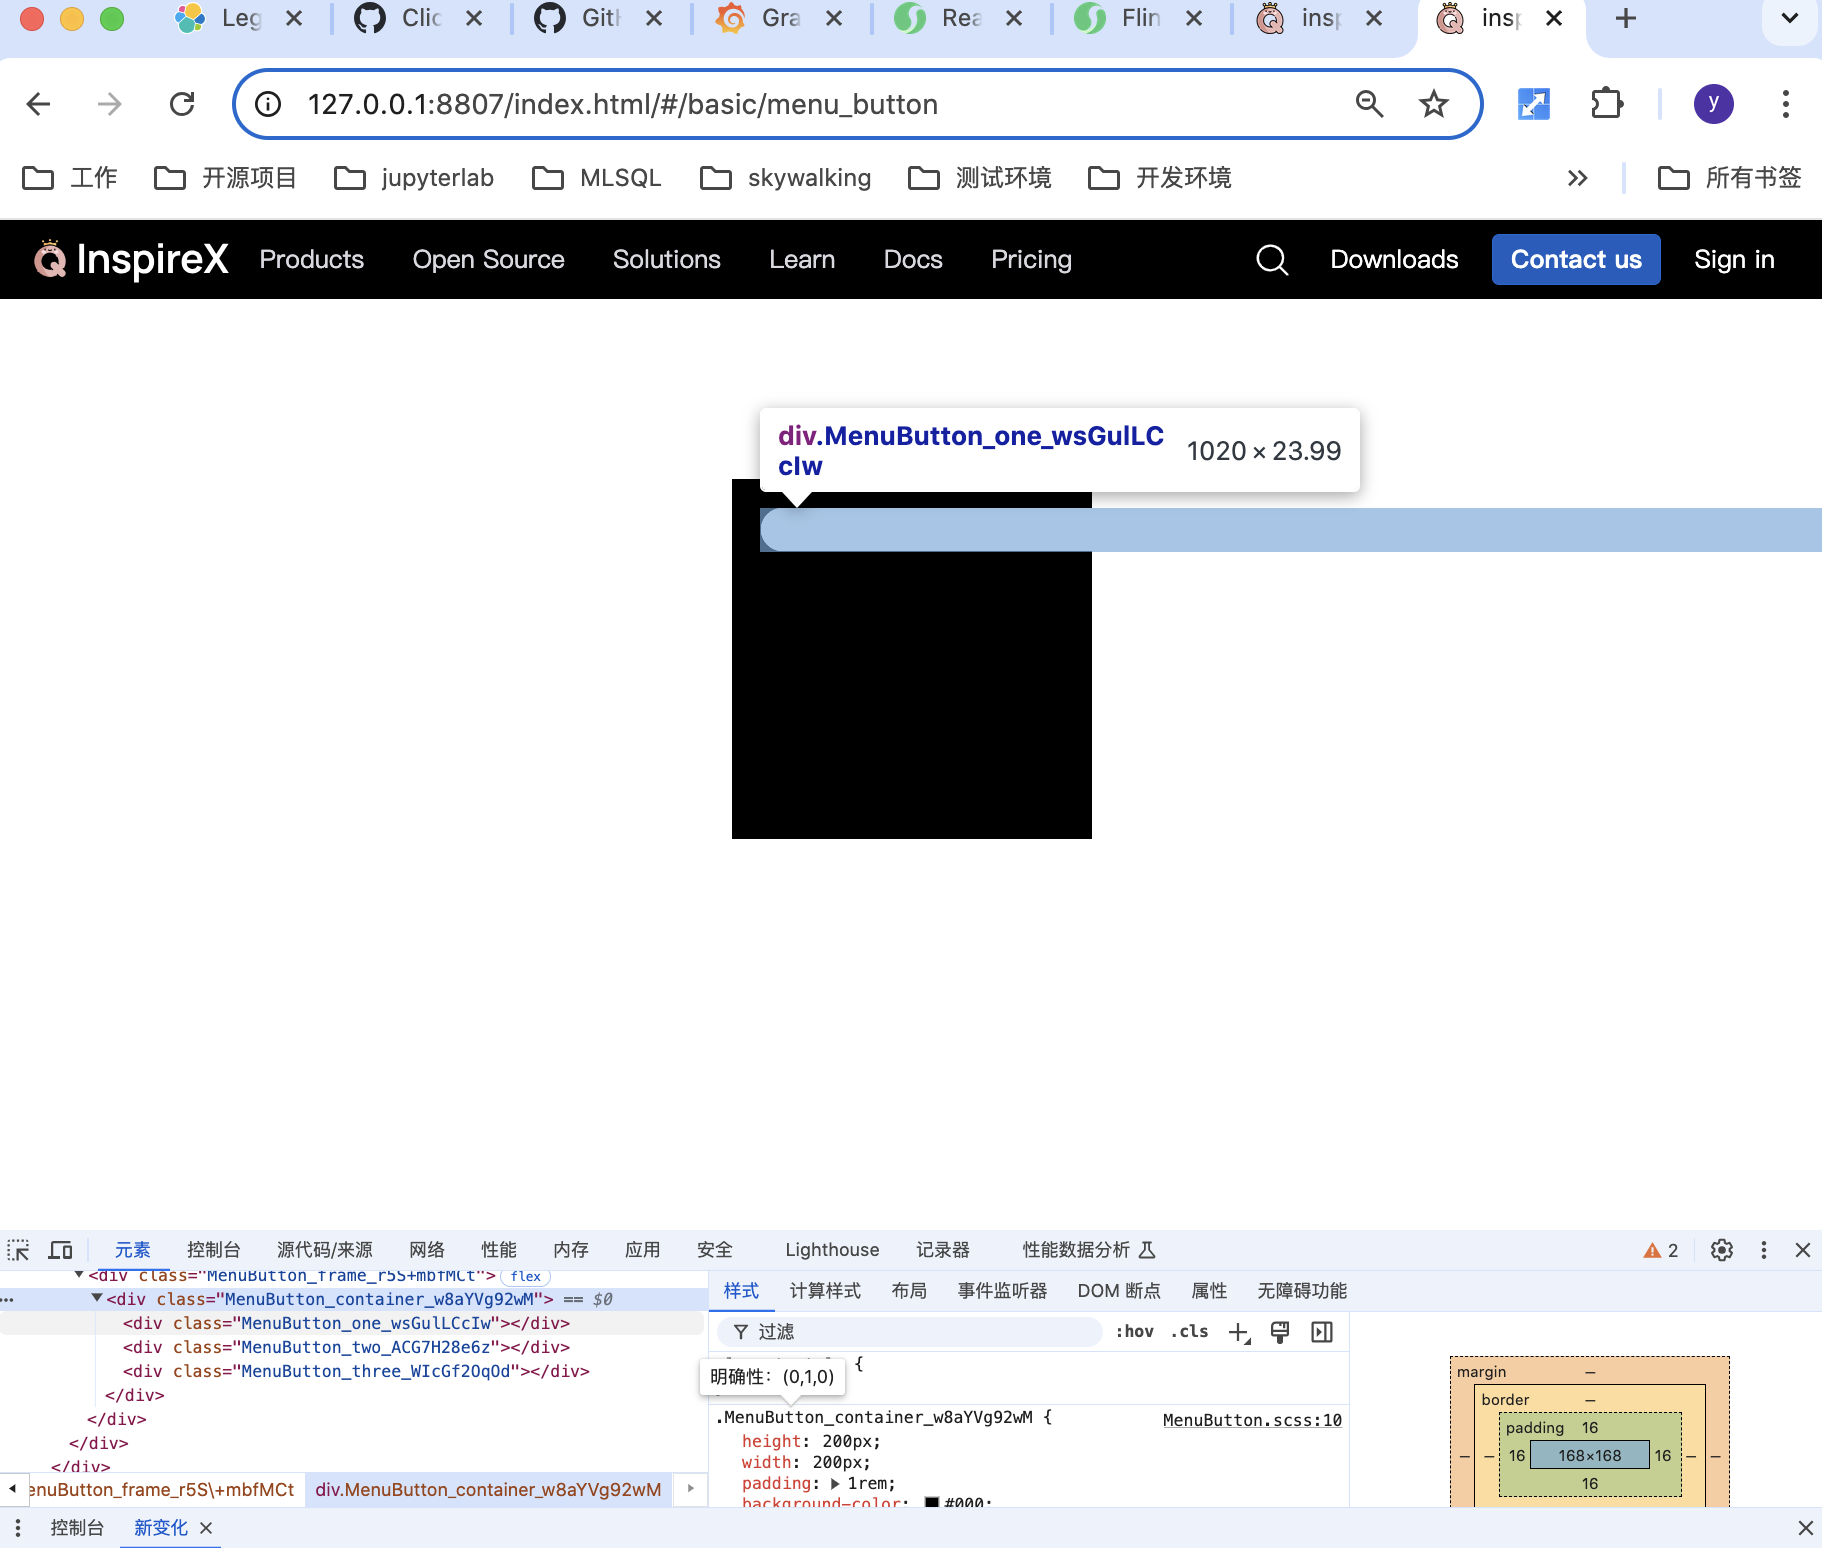 Leg
Clic
Gith
Gra
Rea
Flin
insp
insp
127.0.0.1:8807/index.html/#/basic/menu_button
y
工作 开源项目 jupyterlab MLSQL skywalking 测试环境 开发环境 » 所有书签
InspireX Products Open Source Solutions Learn Docs Pricing Downloads Contact us Sign in
div.MenuButton_one_wsGulLC
cIw
1020 × 23.99
元素 控制台 源代码/来源 网络 性能 内存 应用 安全 Lighthouse 记录器 性能数据分析 2
<div class="MenuButton_frame_r5S+mbfMCt"> flex
<div class="MenuButton_container_w8aYVg92wM"> == $0
<div class="MenuButton_one_wsGulLCcIw"></div>
<div class="MenuButton_two_ACG7H28e6z"></div>
<div class="MenuButton_three_WIcGf2OqOd"></div>
</div>
</div>
</div>
</div>
enuButton_frame_r5S\+mbfMCt div.MenuButton_container_w8aYVg92wM
样式 计算样式 布局 事件监听器 DOM 断点 属性 无障碍功能
过滤 :hov .cls
{
明确性：(0,1,0)
.MenuButton_container_w8aYVg92wM { MenuButton.scss:10
height: 200px;
width: 200px;
padding: 1rem;
background-color: #000;
margin –
border –
padding 16
– – 16 168×168 16 – –
16
控制台 新变化